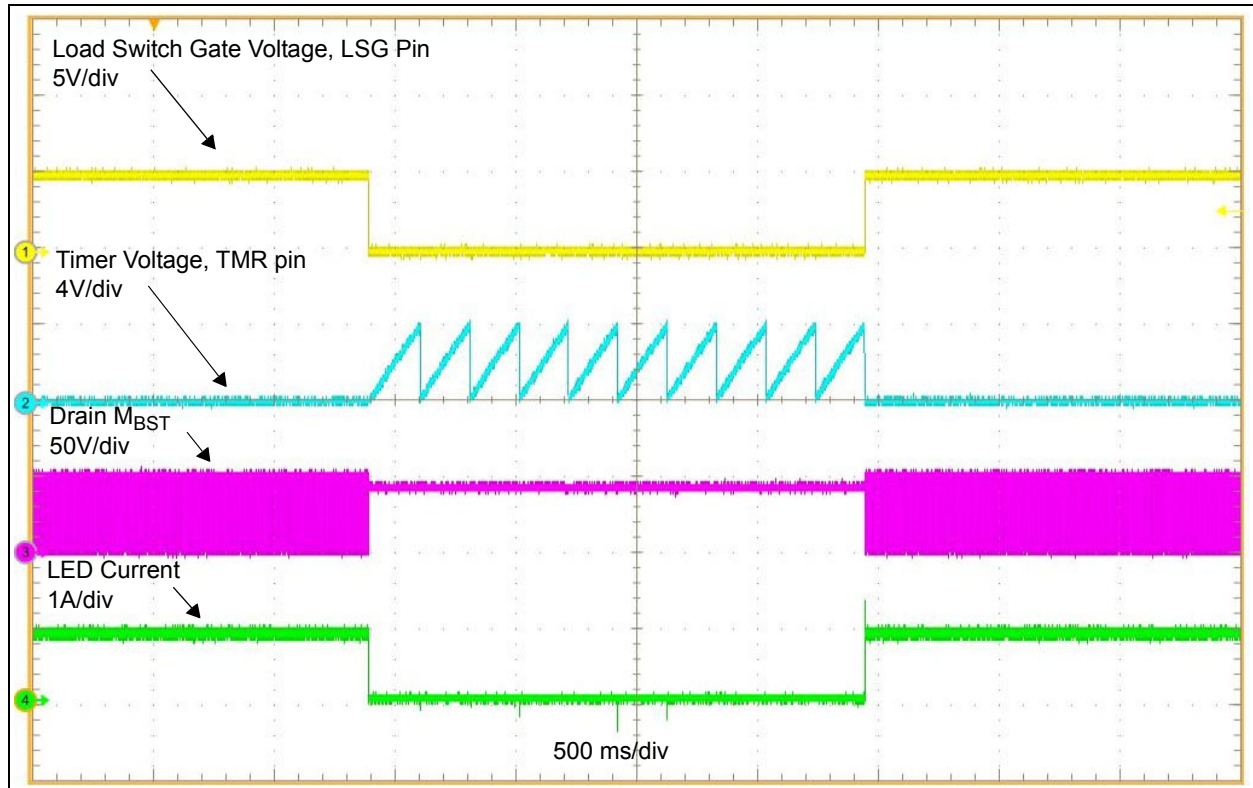 Load Switch Gate Voltage, LSG Pin
5V/div
1
Timer Voltage, TMR pin
4V/div
2
Drain MBST
50V/div
3
LED Current
1A/div
4
500 ms/div